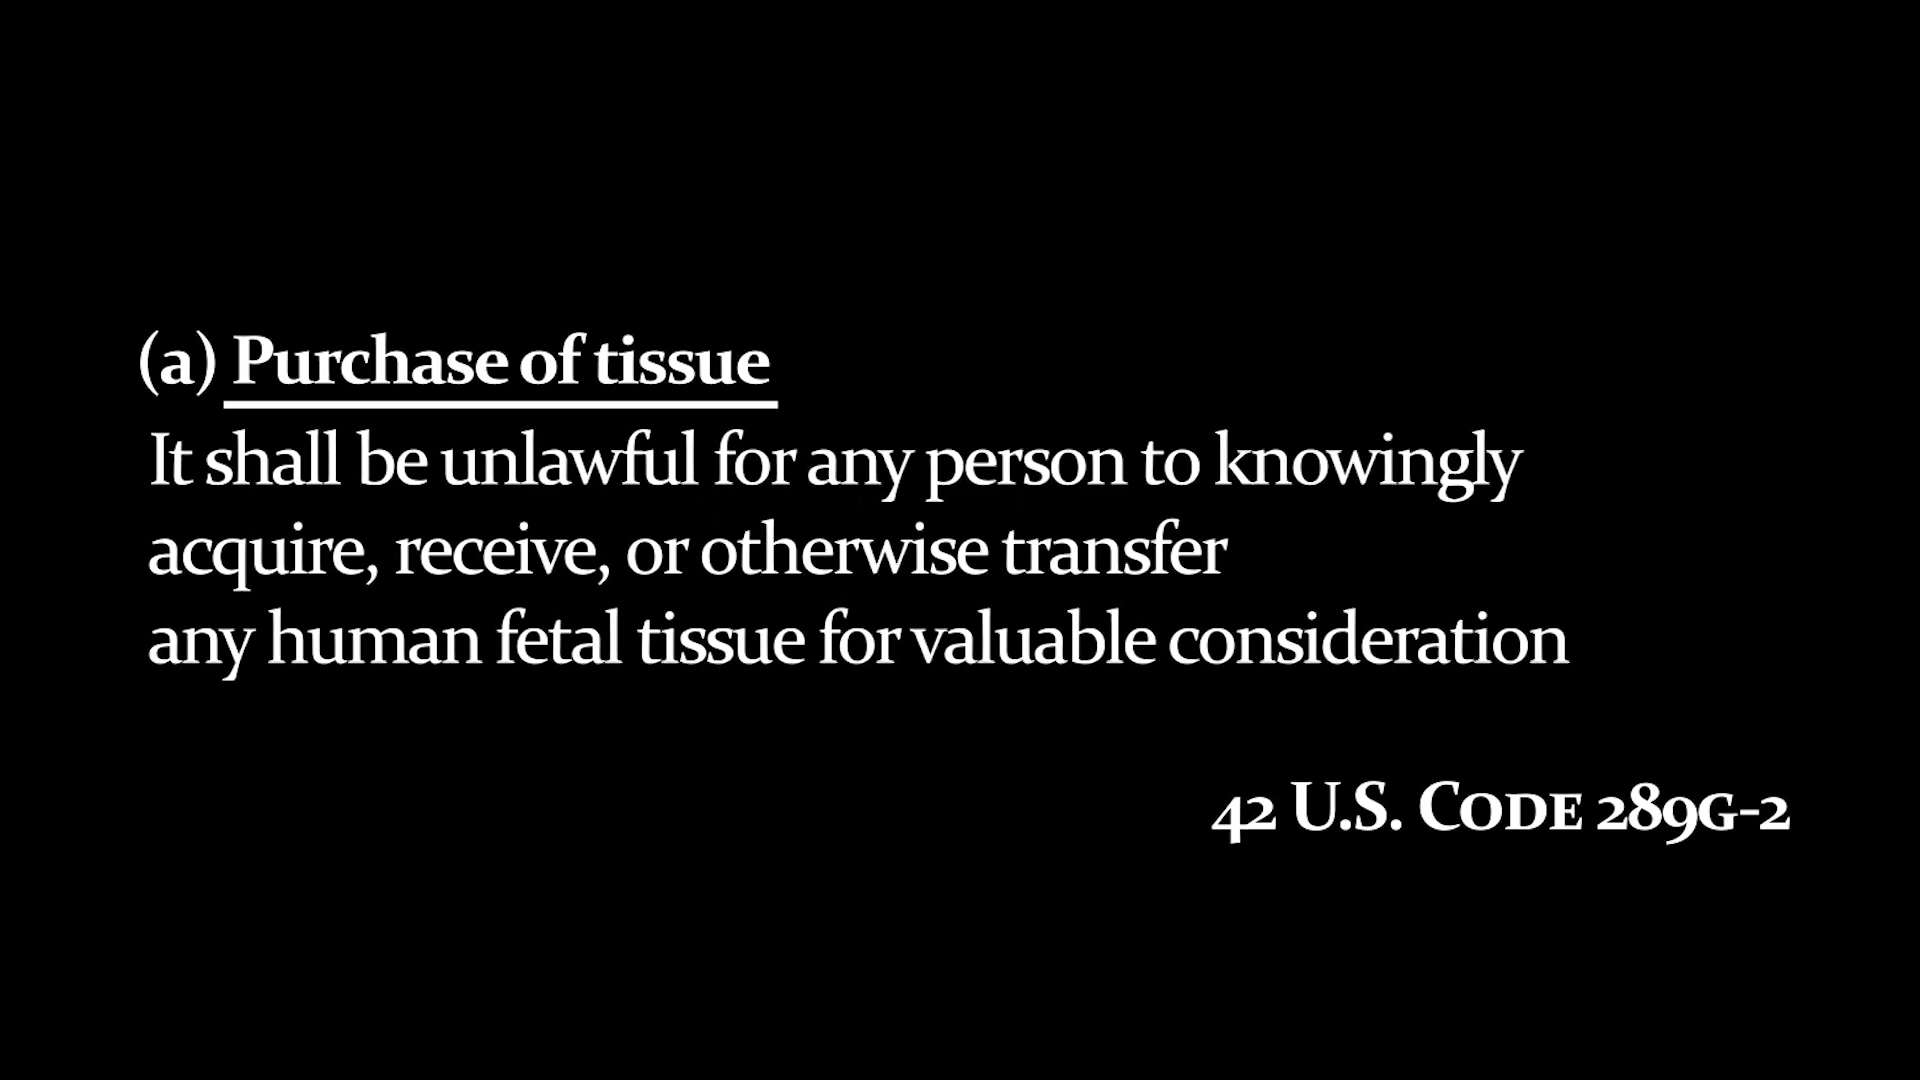 (a) Purchase of tissue
It shall be unlawful for any person to knowingly
acquire, receive, or otherwise transfer
any human fetal tissue for valuable consideration
42 U.S. CODE 289G-2